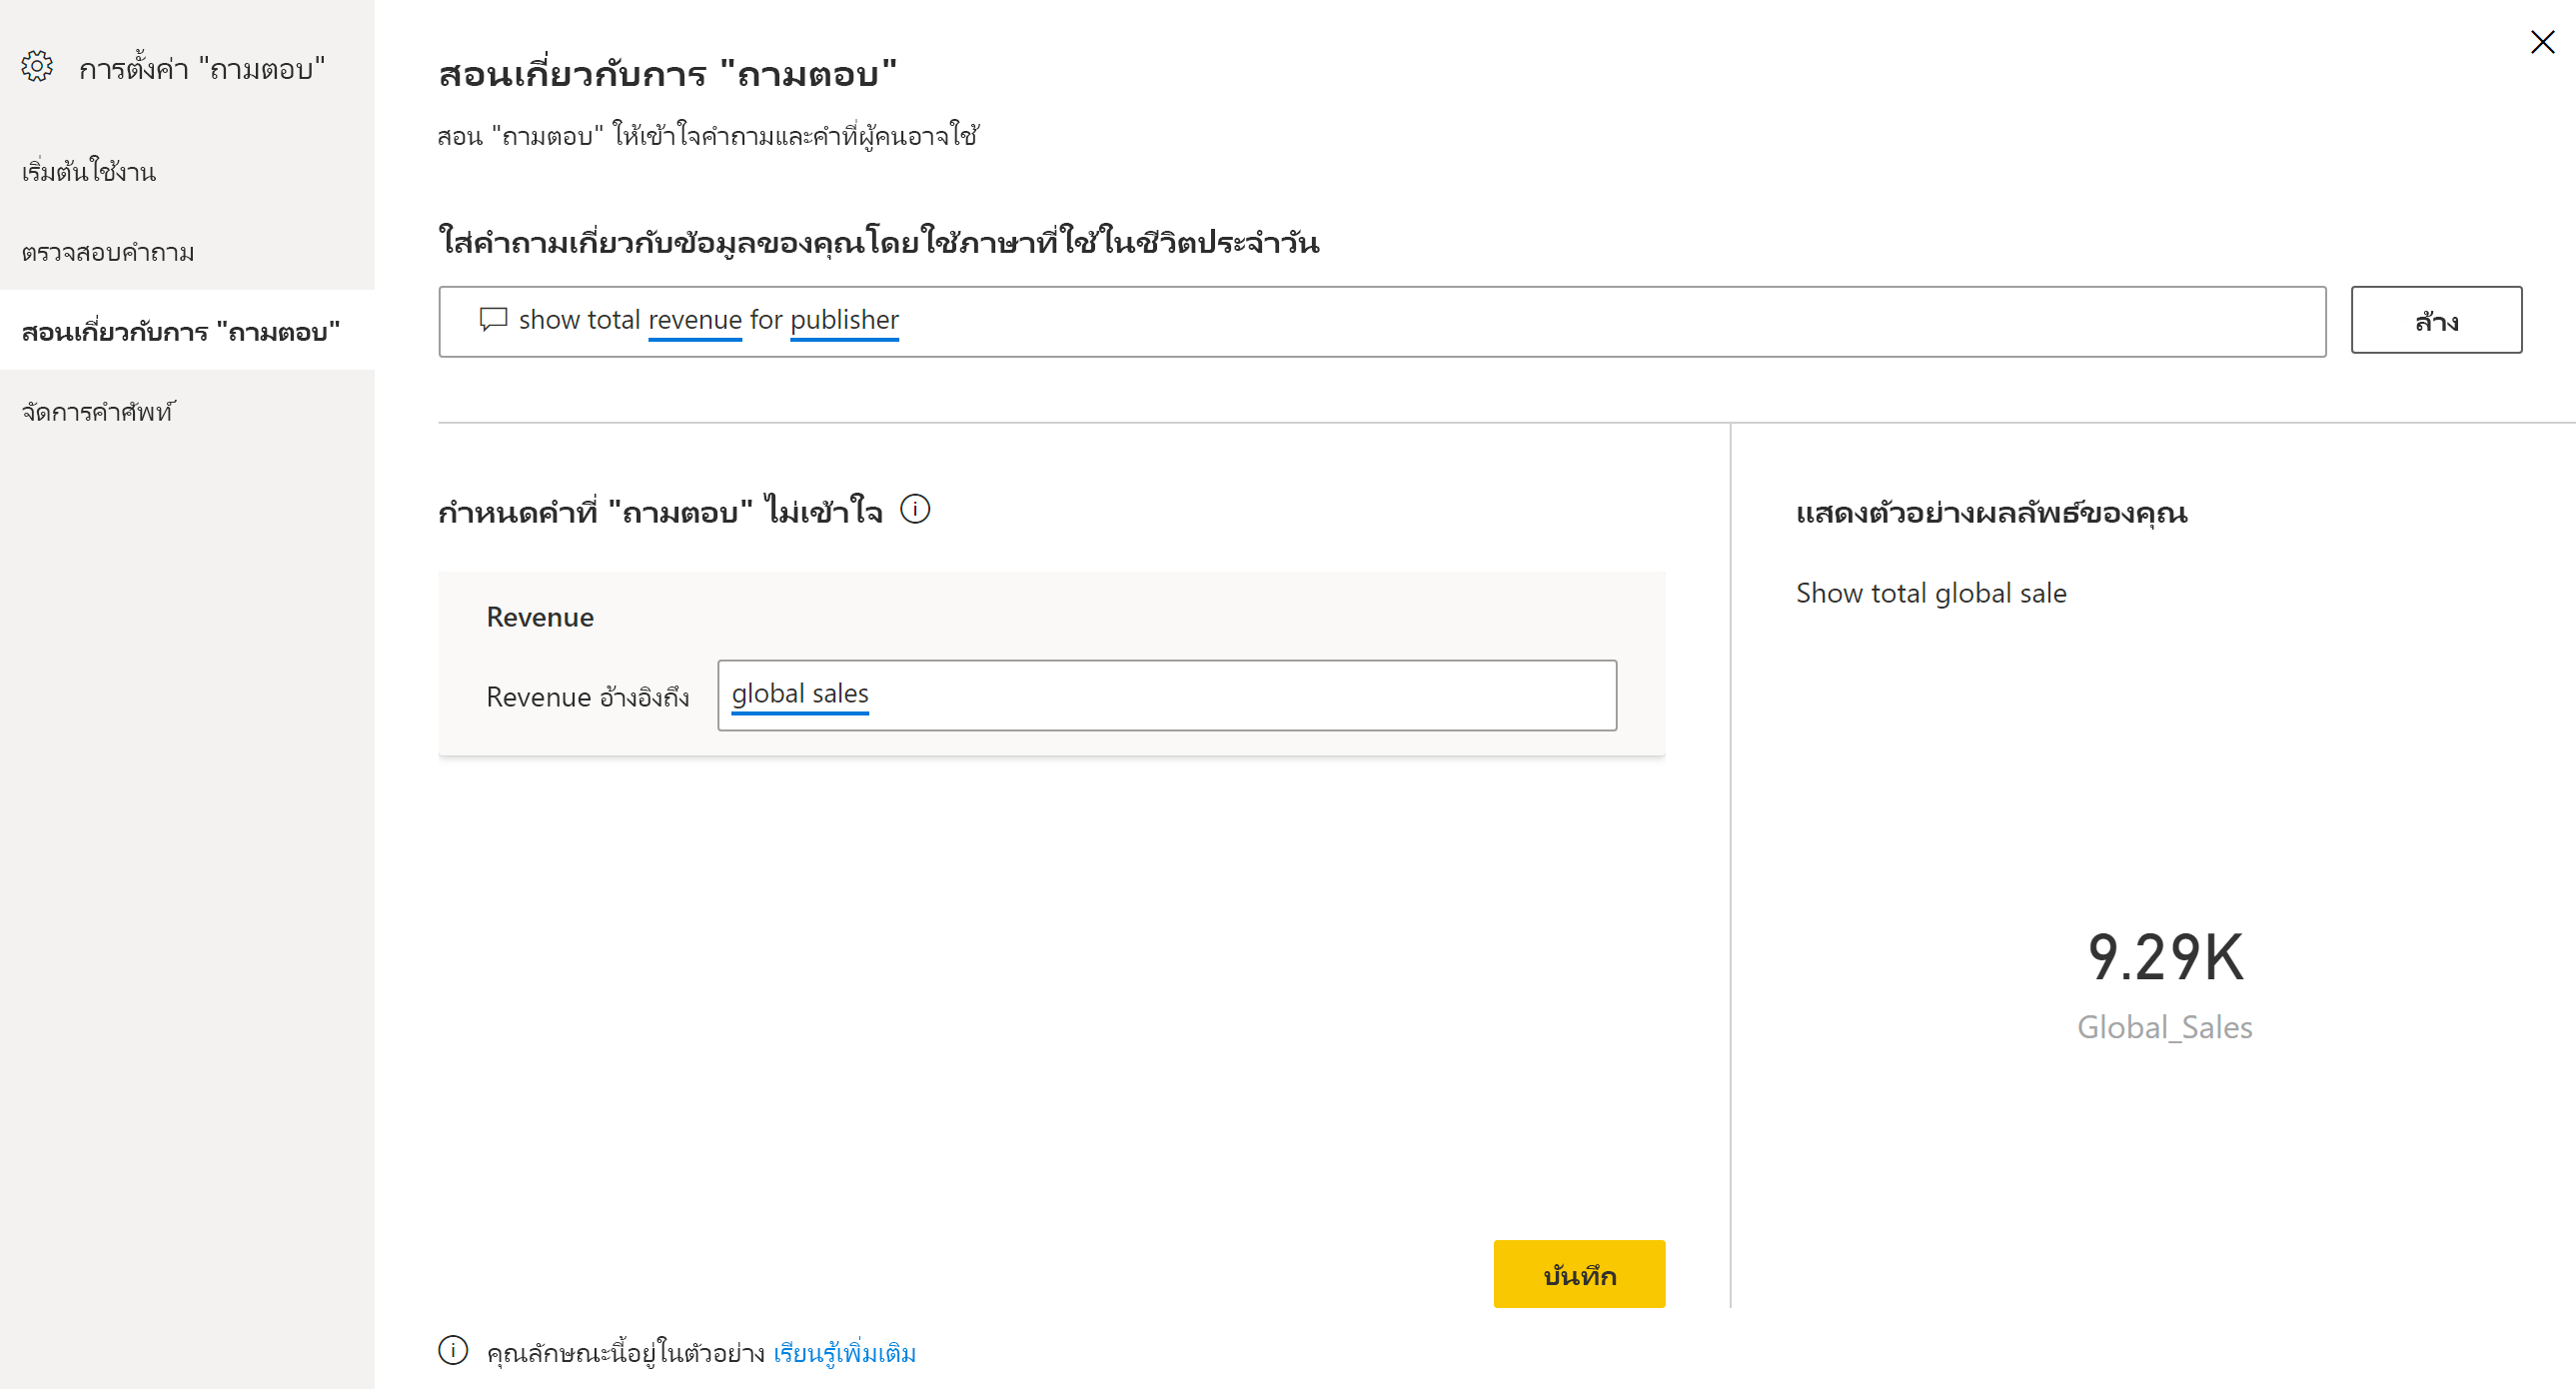 การตั้งค่า "ถามตอบ"
เริ่มต้นใช้งาน
ตรวจสอบคำถาม
สอนเกี่ยวกับการ "ถามตอบ"
จัดการคำศัพท์
สอนเกี่ยวกับการ "ถามตอบ"
สอน "ถามตอบ" ให้เข้าใจคำถามและคำที่ผู้คนอาจใช้
ใส่คำถามเกี่ยวกับข้อมูลของคุณโดยใช้ภาษาที่ใช้ในชีวิตประจำวัน
show total revenue for publisher
ล้าง
กำหนดคำที่ "ถามตอบ" ไม่เข้าใจ
Revenue
Revenue อ้างอิงถึง global sales
บันทึก
แสดงตัวอย่างผลลัพธ์ของคุณ
Show total global sale
9.29K
Global_Sales
คุณลักษณะนี้อยู่ในตัวอย่าง เรียนรู้เพิ่มเติม